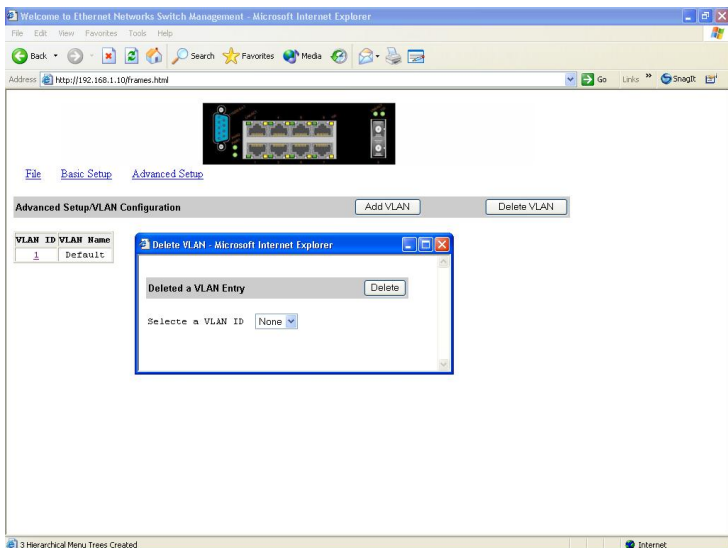 Welcome to Ethernet Networks Switch Management - Microsoft Internet Explorer
File Edit View Favorites Tools Help
Back Search Favorites Media
Address http://192.168.1.10/frames.html Go Links » SnagIt
File Basic Setup Advanced Setup
Advanced Setup/VLAN Configuration Add VLAN Delete VLAN
VLAN ID VLAN Name
1 Default
Delete VLAN - Microsoft Internet Explorer
Deleted a VLAN Entry Delete
Selecte a VLAN ID None
3 Hierarchical Menu Trees Created Internet